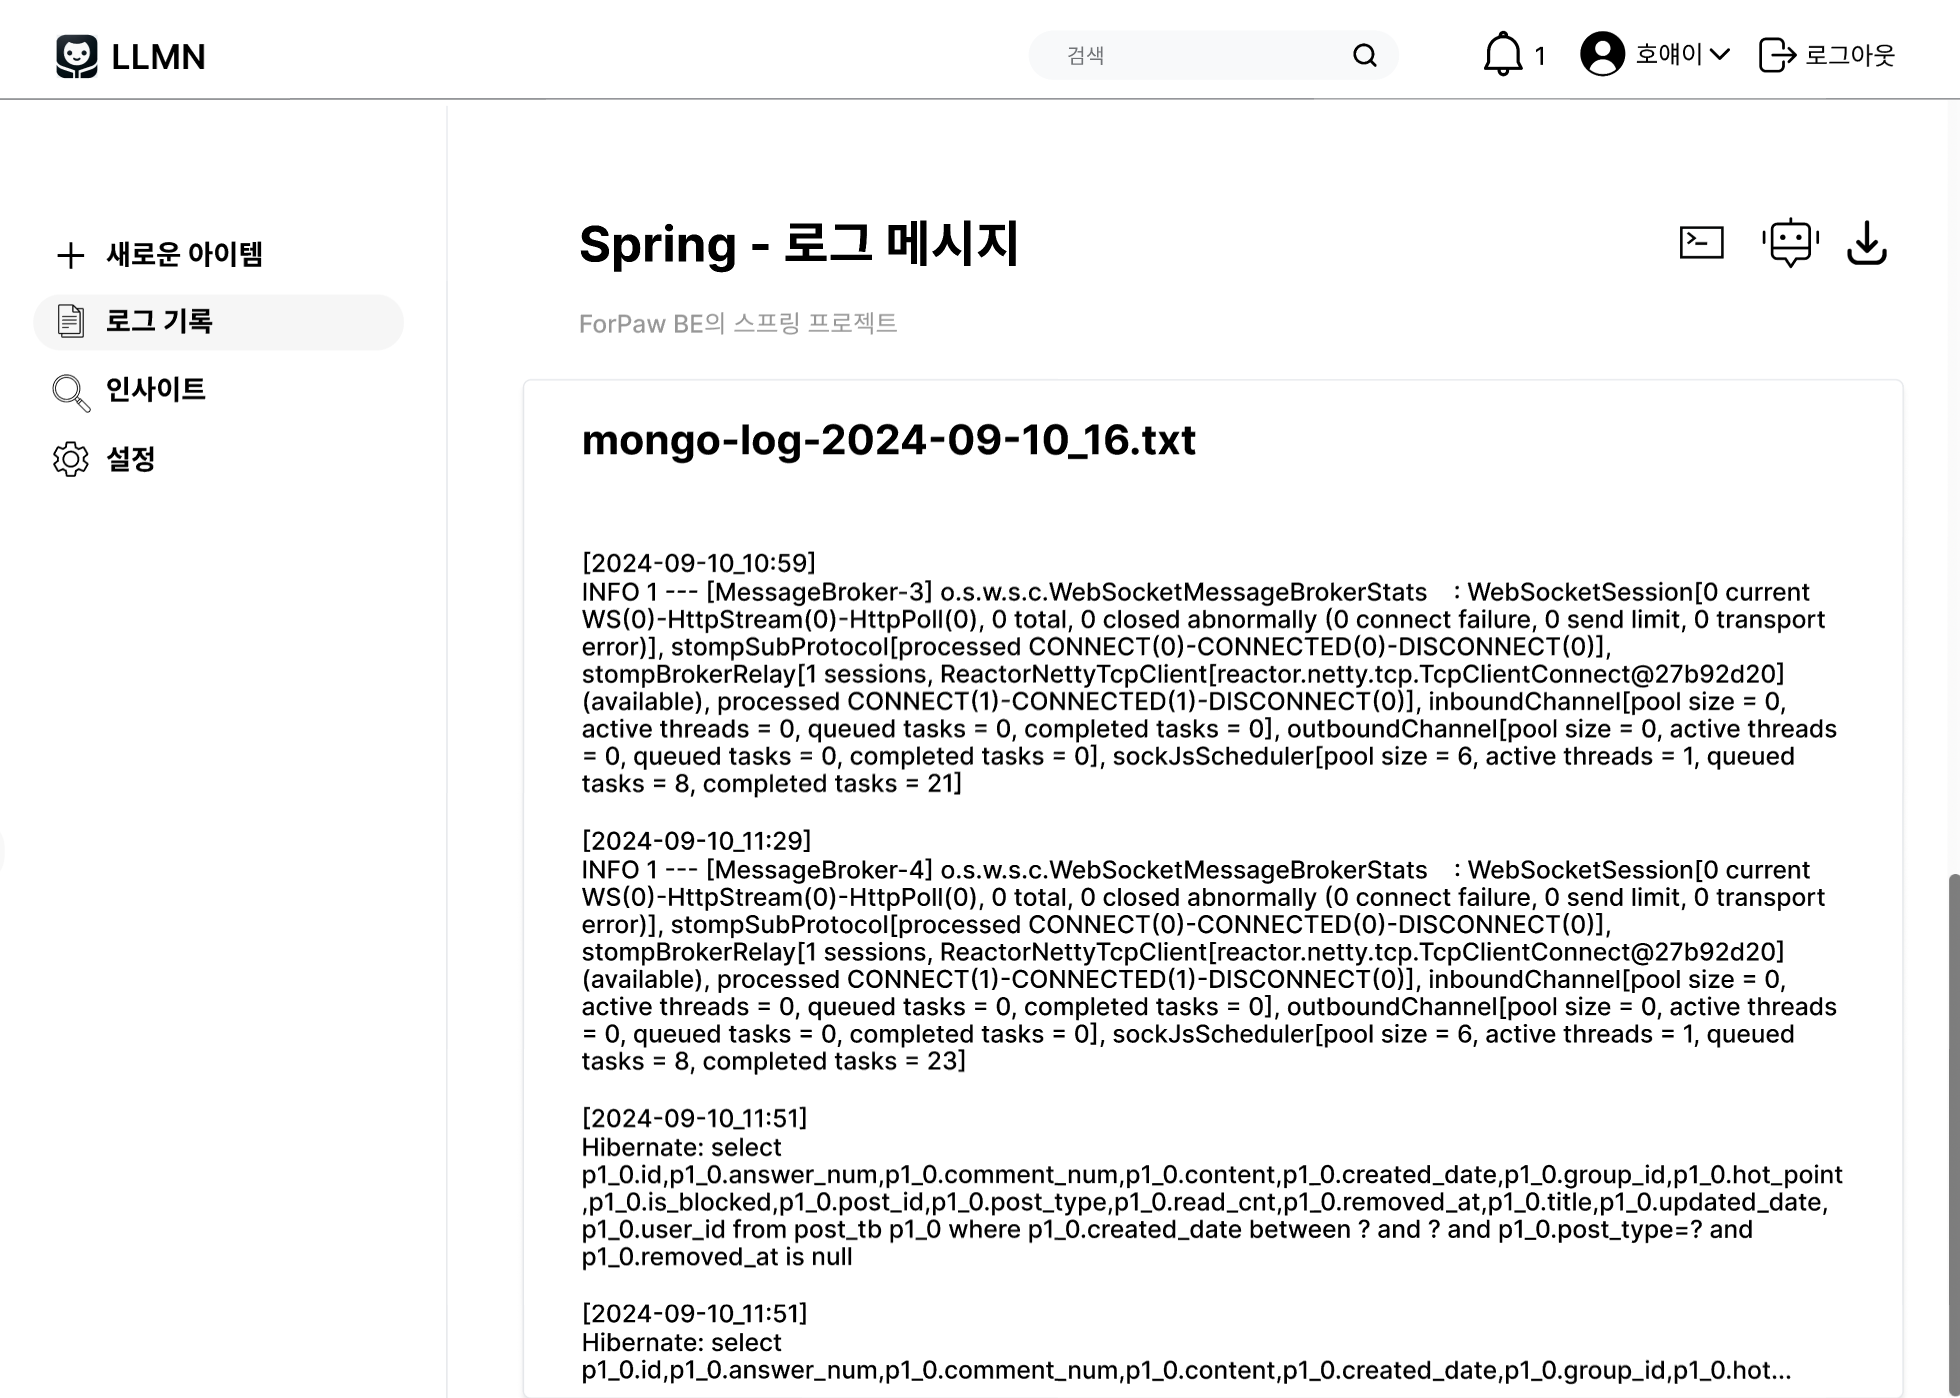 LLMN
검색
1
호얘이
로그아웃
새로운 아이템
로그 기록
인사이트
설정
Spring - 로그 메시지
ForPaw BE의 스프링 프로젝트
mongo-log-2024-09-10_16.txt
[2024-09-10_10:59]
INFO 1 --- [MessageBroker-3] o.s.w.s.c.WebSocketMessageBrokerStats    : WebSocketSession[0 current
WS(0)-HttpStream(0)-HttpPoll(0), 0 total, 0 closed abnormally (0 connect failure, 0 send limit, 0 transport
error)], stompSubProtocol[processed CONNECT(0)-CONNECTED(0)-DISCONNECT(0)],
stompBrokerRelay[1 sessions, ReactorNettyTcpClient[reactor.netty.tcp.TcpClientConnect@27b92d20]
(available), processed CONNECT(1)-CONNECTED(1)-DISCONNECT(0)], inboundChannel[pool size = 0,
active threads = 0, queued tasks = 0, completed tasks = 0], outboundChannel[pool size = 0, active threads
= 0, queued tasks = 0, completed tasks = 0], sockJsScheduler[pool size = 6, active threads = 1, queued
tasks = 8, completed tasks = 21]
[2024-09-10_11:29]
INFO 1 --- [MessageBroker-4] o.s.w.s.c.WebSocketMessageBrokerStats    : WebSocketSession[0 current
WS(0)-HttpStream(0)-HttpPoll(0), 0 total, 0 closed abnormally (0 connect failure, 0 send limit, 0 transport
error)], stompSubProtocol[processed CONNECT(0)-CONNECTED(0)-DISCONNECT(0)],
stompBrokerRelay[1 sessions, ReactorNettyTcpClient[reactor.netty.tcp.TcpClientConnect@27b92d20]
(available), processed CONNECT(1)-CONNECTED(1)-DISCONNECT(0)], inboundChannel[pool size = 0,
active threads = 0, queued tasks = 0, completed tasks = 0], outboundChannel[pool size = 0, active threads
= 0, queued tasks = 0, completed tasks = 0], sockJsScheduler[pool size = 6, active threads = 1, queued
tasks = 8, completed tasks = 23]
[2024-09-10_11:51]
Hibernate: select
p1_0.id,p1_0.answer_num,p1_0.comment_num,p1_0.content,p1_0.created_date,p1_0.group_id,p1_0.hot_point
,p1_0.is_blocked,p1_0.post_id,p1_0.post_type,p1_0.read_cnt,p1_0.removed_at,p1_0.title,p1_0.updated_date,
p1_0.user_id from post_tb p1_0 where p1_0.created_date between ? and ? and p1_0.post_type=? and
p1_0.removed_at is null
[2024-09-10_11:51]
Hibernate: select
p1_0.id,p1_0.answer_num,p1_0.comment_num,p1_0.content,p1_0.created_date,p1_0.group_id,p1_0.hot...